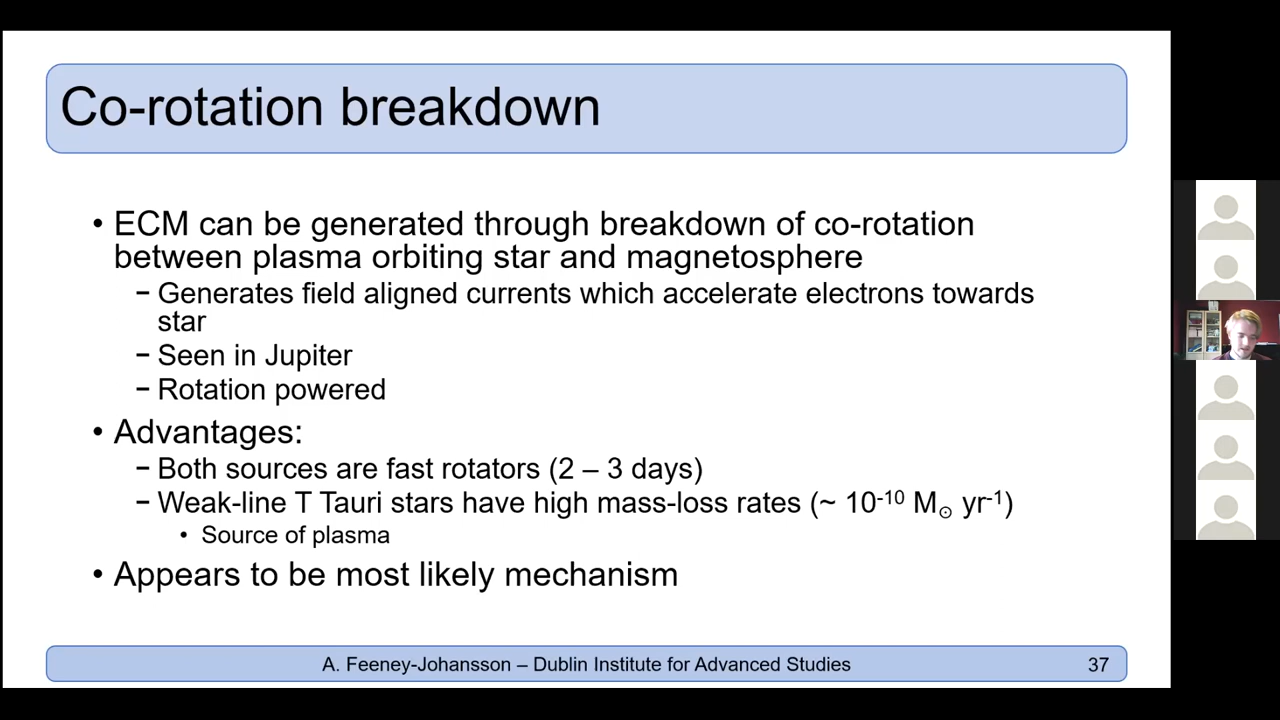 Co-rotation breakdown
• ECM can be generated through breakdown of co-rotation
between plasma orbiting star and magnetosphere
− Generates field aligned currents which accelerate electrons towards
star
− Seen in Jupiter
− Rotation powered
• Advantages:
− Both sources are fast rotators (2 – 3 days)
− Weak-line T Tauri stars have high mass-loss rates (~ 10⁻¹⁰ M☉ yr⁻¹)
• Source of plasma
• Appears to be most likely mechanism
A. Feeney-Johansson – Dublin Institute for Advanced Studies 37